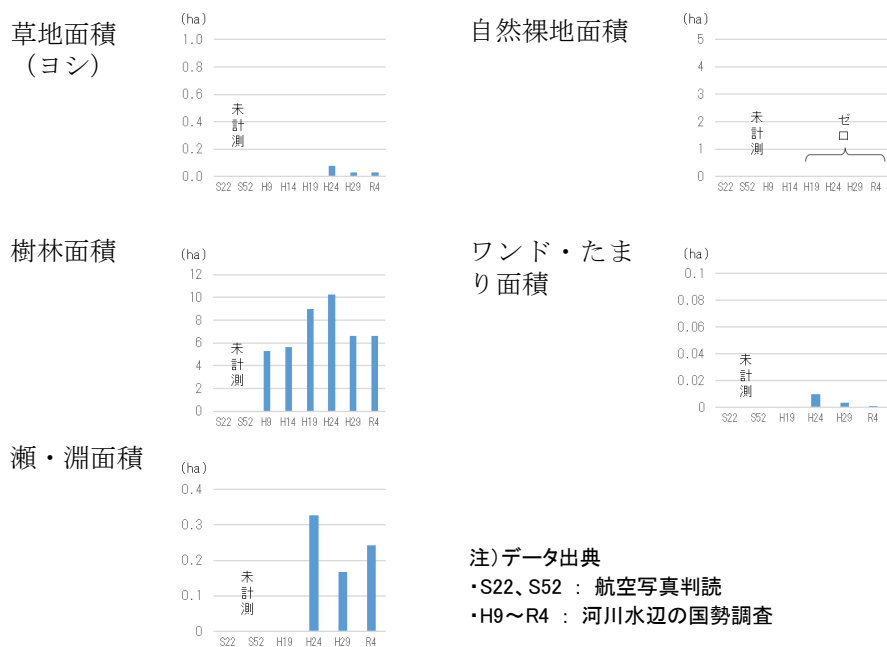 草地面積
（ヨシ）
(ha)
1.0
0.8
0.6
0.4
0.2
0.0
未計測
S22 S52 H9 H14 H19 H24 H29 R4
自然裸地面積
(ha)
5
4
3
2
1
0
未計測
ゼロ
S22 S52 H9 H14 H19 H24 H29 R4
樹林面積
(ha)
12
10
8
6
4
2
0
未計測
S22 S52 H9 H14 H19 H24 H29 R4
ワンド・たま
り面積
(ha)
0.1
0.08
0.06
0.04
0.02
0
未計測
S22 S52 H19 H24 H29 R4
瀬・淵面積
(ha)
0.4
0.3
0.2
0.1
0
未計測
S22 S52 H19 H24 H29 R4
注）データ出典
・S22、S52 ： 航空写真判読
・H9～R4 ： 河川水辺の国勢調査